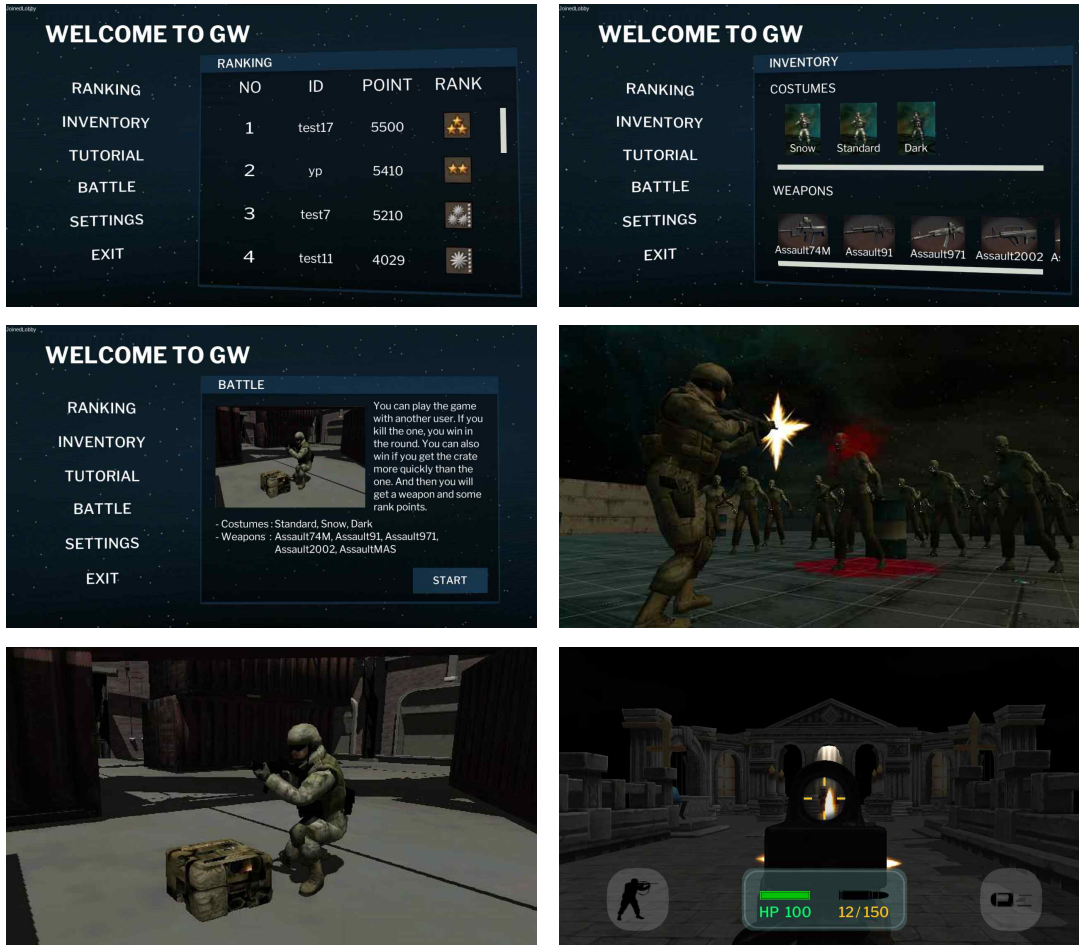 JoinedLobby
WELCOME TO GW
RANKING
INVENTORY
TUTORIAL
BATTLE
SETTINGS
EXIT
RANKING
NO ID POINT RANK
1 test17 5500
2 yp 5410
3 test7 5210
4 test11 4029
JoinedLobby
WELCOME TO GW
RANKING
INVENTORY
TUTORIAL
BATTLE
SETTINGS
EXIT
INVENTORY
COSTUMES
Snow Standard Dark
WEAPONS
Assault74M Assault91 Assault971 Assault2002 As
JoinedLobby
WELCOME TO GW
RANKING
INVENTORY
TUTORIAL
BATTLE
SETTINGS
EXIT
BATTLE
You can play the game
with another user. If you
kill the one, you win in
the round. You can also
win if you get the crate
more quickly than the
one. And then you will
get a weapon and some
rank points.
- Costumes : Standard, Snow, Dark
- Weapons : Assault74M, Assault91, Assault971,
Assault2002, AssaultMAS
START
HP 100 12/150